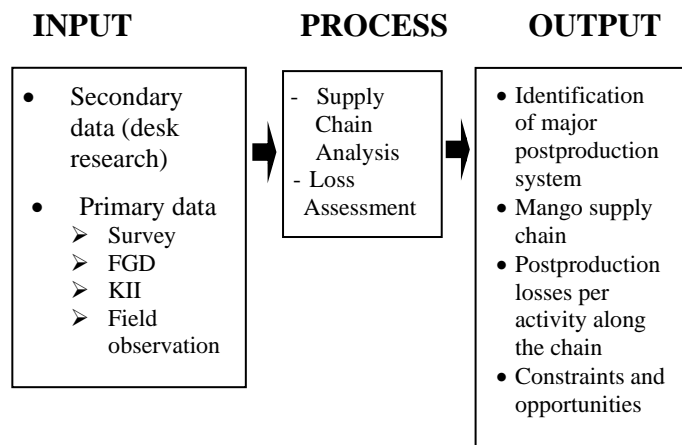 INPUT
PROCESS
OUTPUT
• Secondary
data (desk
research)
• Primary data
➢ Survey
➢ FGD
➢ KII
➢ Field
observation
- Supply
Chain
Analysis
- Loss
Assessment
• Identification
of major
postproduction
system
• Mango supply
chain
• Postproduction
losses per
activity along
the chain
• Constraints and
opportunities